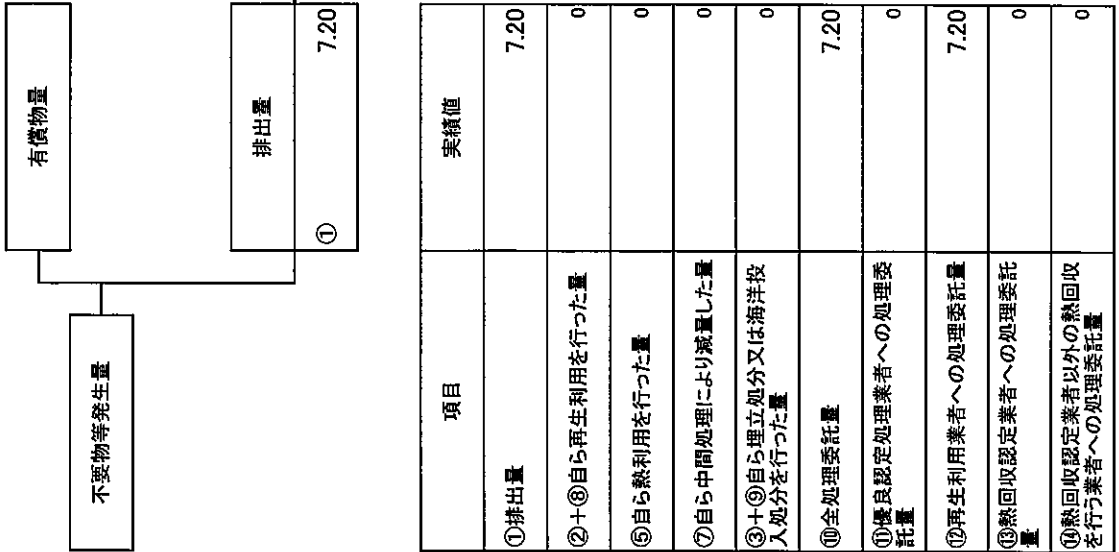 不要物等発生量
有償物量
排出量
① 7.20
項目 実績値
①排出量 7.20
②+⑧自ら再生利用を行った量 0
⑤自ら熱利用を行った量 0
⑦自ら中間処理により減量した量 0
③+⑨自ら埋立処分又は海洋投
入処分を行った量 0
⑩全処理委託量 7.20
⑪優良認定処理業者への処理委
託量 0
⑫再生利用業者への処理委託量 7.20
⑬熱回収認定業者への処理委託
量 0
⑭熱回収認定業者以外の熱回収
を行う業者への処理委託量 0